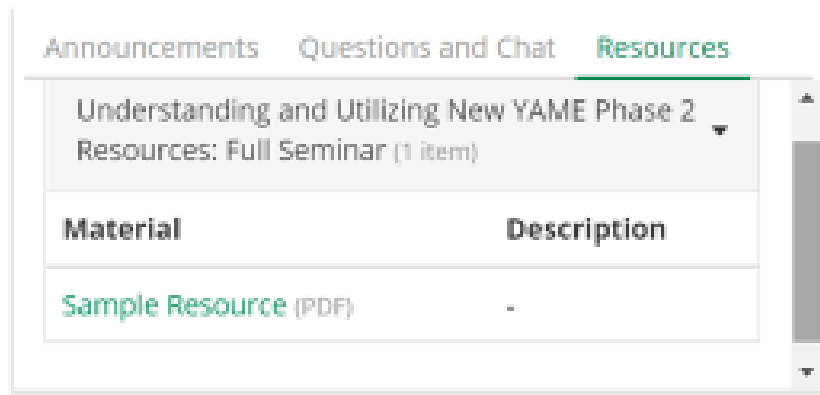 Announcements Questions and Chat Resources
Understanding and Utilizing New YAME Phase 2
Resources: Full Seminar (1 item)
Material Description
Sample Resource (PDF) -